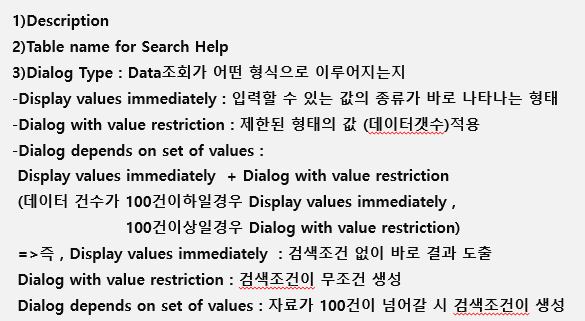 1)Description
2)Table name for Search Help
3)Dialog Type : Data조회가 어떤 형식으로 이루어지는지
-Display values immediately : 입력할 수 있는 값의 종류가 바로 나타나는 형태
-Dialog with value restriction : 제한된 형태의 값 (데이터갯수)적용
-Dialog depends on set of values :
Display values immediately + Dialog with value restriction
(데이터 건수가 100건이하일경우 Display values immediately ,
100건이상일경우 Dialog with value restriction)
=>즉 , Display values immediately : 검색조건 없이 바로 결과 도출
Dialog with value restriction : 검색조건이 무조건 생성
Dialog depends on set of values : 자료가 100건이 넘어갈 시 검색조건이 생성